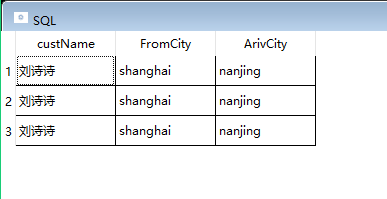 SQL
custName FromCity ArivCity
1 刘诗诗 shanghai nanjing
2 刘诗诗 shanghai nanjing
3 刘诗诗 shanghai nanjing